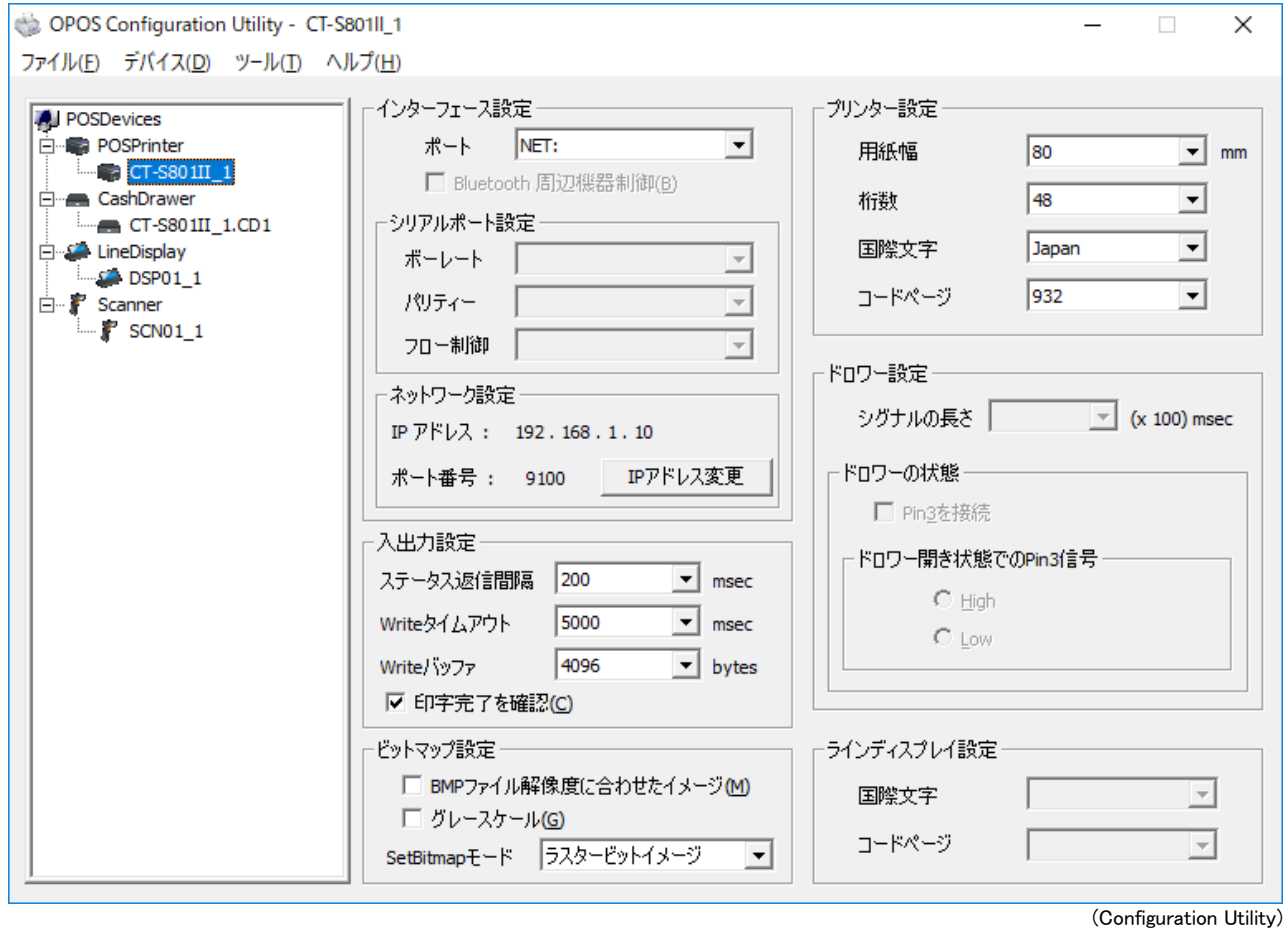 OPOS Configuration Utility - CT-S801II_1
ファイル(F) デバイス(D) ツール(T) ヘルプ(H)
POSDevices
POSPrinter
CT-S801II_1
CashDrawer
CT-S801II_1.CD1
LineDisplay
DSP01_1
Scanner
SCN01_1
インターフェース設定
ポート NET:
Bluetooth 周辺機器制御(B)
シリアルポート設定
ボーレート
パリティー
フロー制御
ネットワーク設定
IP アドレス : 192 . 168 . 1 . 10
ポート番号 : 9100 IPアドレス変更
入出力設定
ステータス返信間隔 200 msec
Writeタイムアウト 5000 msec
Writeバッファ 4096 bytes
印字完了を確認(C)
ビットマップ設定
BMPファイル解像度に合わせたイメージ(M)
グレースケール(G)
SetBitmapモード ラスタービットイメージ
プリンター設定
用紙幅 80 mm
桁数 48
国際文字 Japan
コードページ 932
ドロワー設定
シグナルの長さ (x 100) msec
ドロワーの状態
Pin3を接続
ドロワー開き状態でのPin3信号
High
Low
ラインディスプレイ設定
国際文字
コードページ
(Configuration Utility)